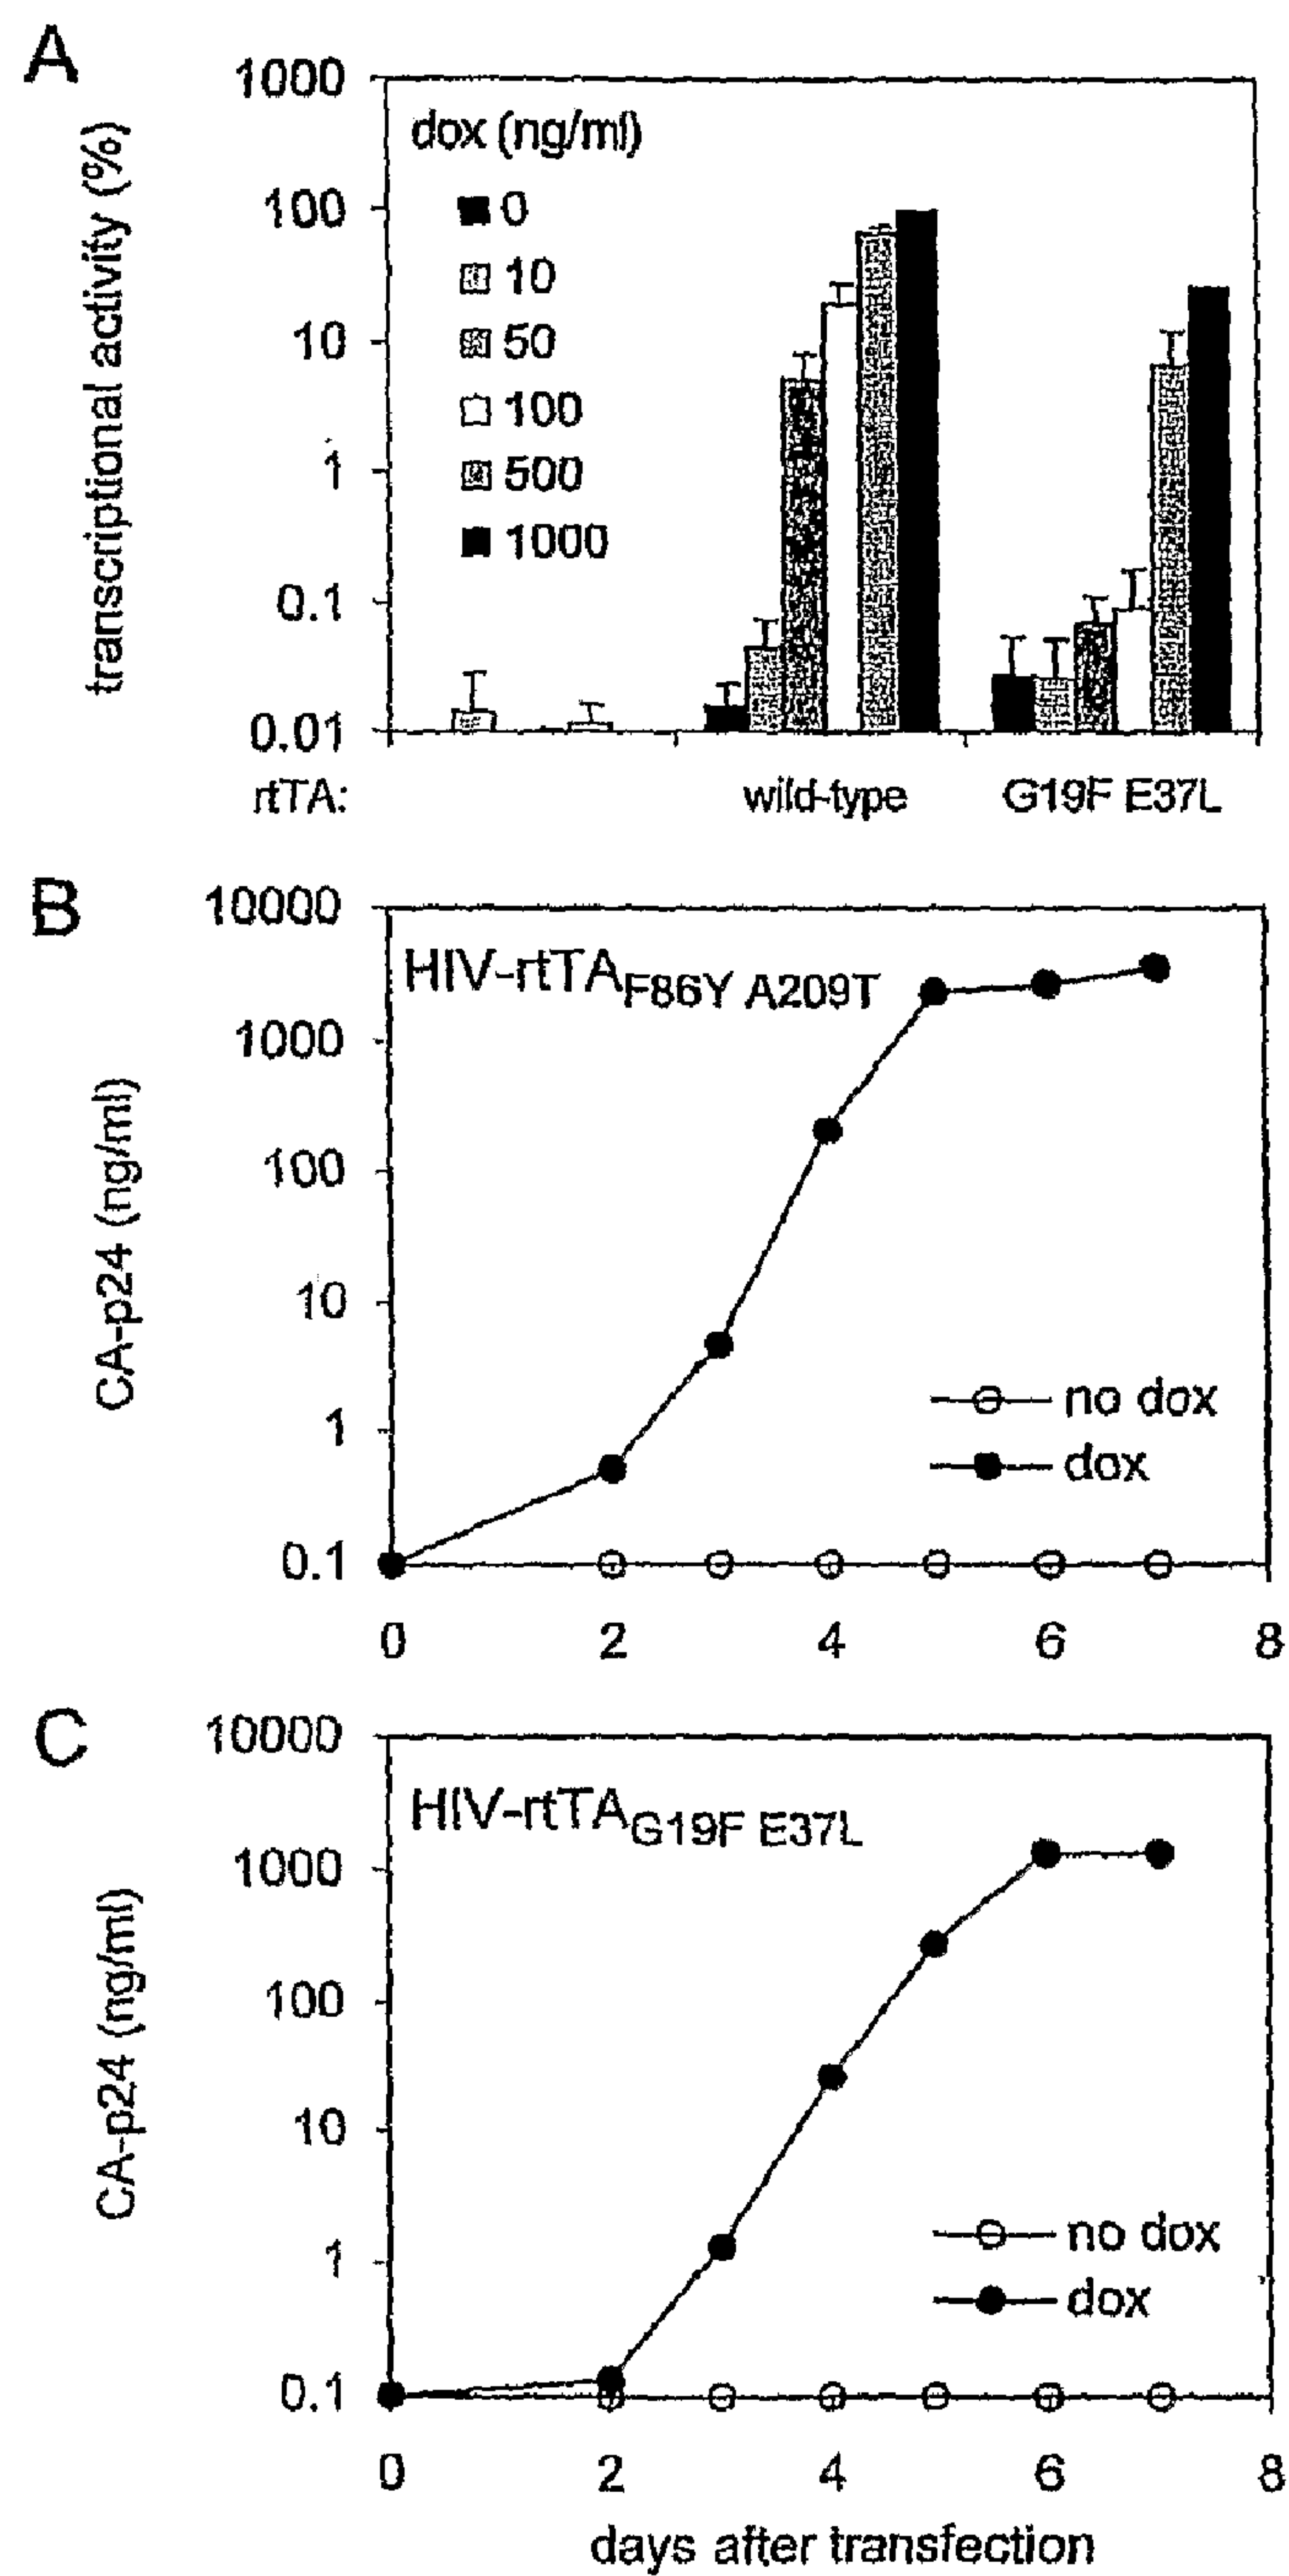 A
transcriptional activity (%)
1000
100
10
1
0.1
0.01
dox (ng/ml)
0
10
50
100
500
1000
rtTA:
wild-type
G19F E37L
B
CA-p24 (ng/ml)
10000
1000
100
10
1
0.1
HIV-rtTA F86Y A209T
no dox
dox
0 2 4 6 8
C
CA-p24 (ng/ml)
10000
1000
100
10
1
0.1
HIV-rtTA G19F E37L
no dox
dox
0 2 4 6 8
days after transfection